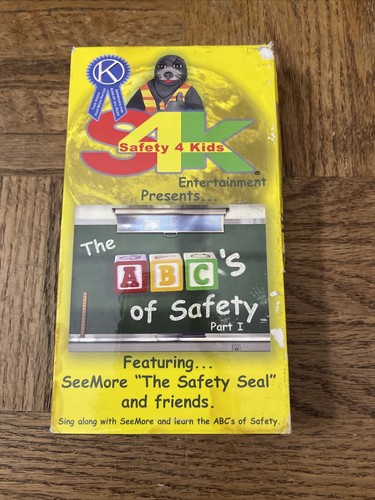 K
S4K
Safety 4 Kids
Entertainment
Presents...
The
ABC'S
of Safety
Part I
Featuring...
SeeMore "The Safety Seal"
and friends.
Sing along with SeeMore and learn the ABC's of Safety.